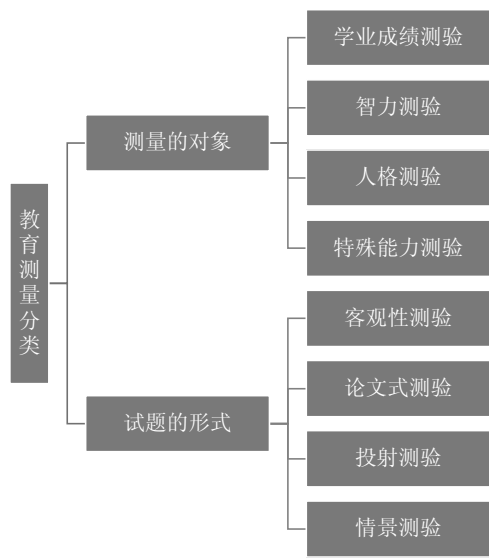 教育测量分类
测量的对象
学业成绩测验
智力测验
人格测验
特殊能力测验
试题的形式
客观性测验
论文式测验
投射测验
情景测验